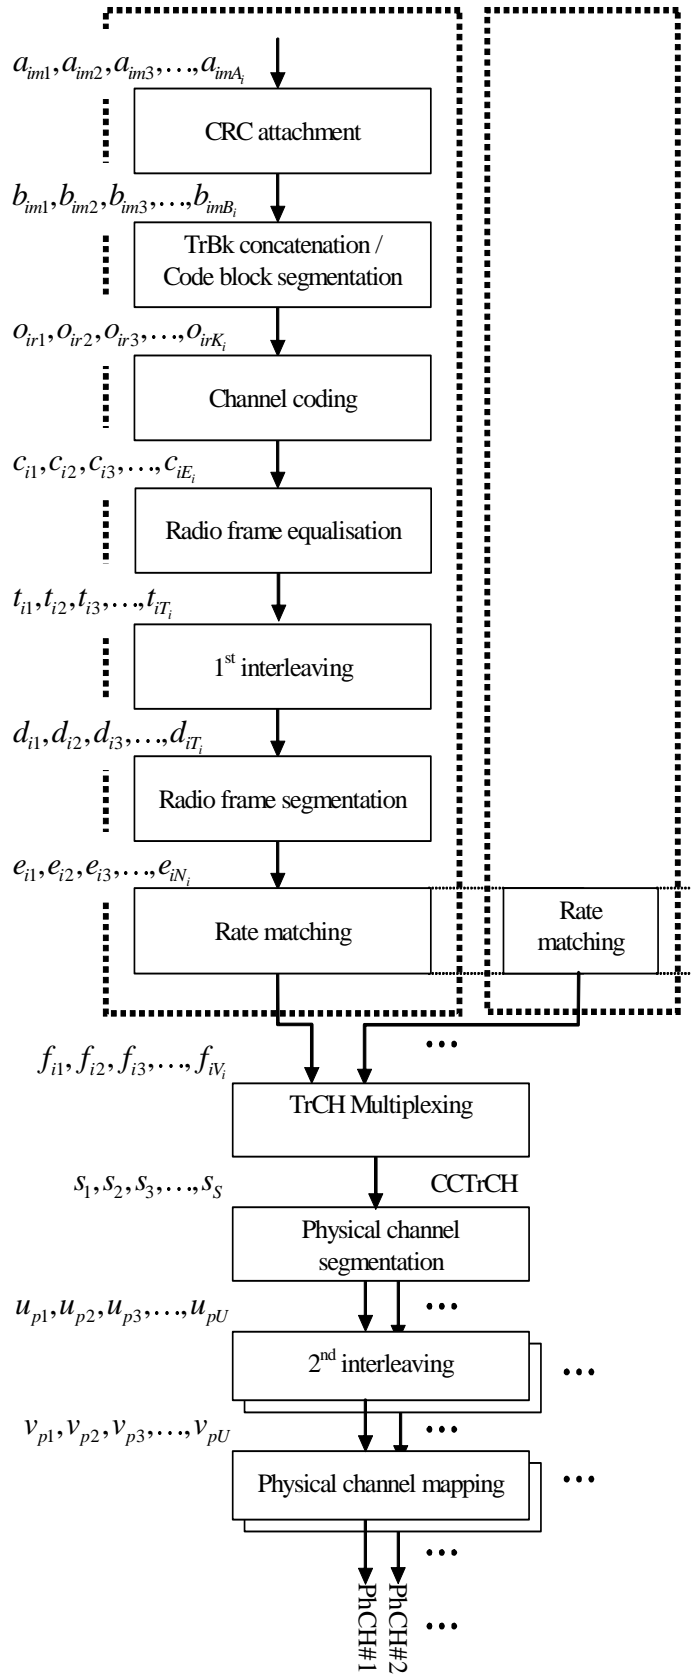 a_{im1}, a_{im2}, a_{im3}, …, a_{imA_i}
CRC attachment
b_{im1}, b_{im2}, b_{im3}, …, b_{imB_i}
TrBk concatenation /
Code block segmentation
o_{ir1}, o_{ir2}, o_{ir3}, …, o_{irK_i}
Channel coding
c_{i1}, c_{i2}, c_{i3}, …, c_{iE_i}
Radio frame equalisation
t_{i1}, t_{i2}, t_{i3}, …, t_{iT_i}
1^{st} interleaving
d_{i1}, d_{i2}, d_{i3}, …, d_{iT_i}
Radio frame segmentation
e_{i1}, e_{i2}, e_{i3}, …, e_{iN_i}
Rate matching
Rate
matching
…
f_{i1}, f_{i2}, f_{i3}, …, f_{iV_i}
TrCH Multiplexing
s_1, s_2, s_3, …, s_S
CCTrCH
Physical channel
segmentation
u_{p1}, u_{p2}, u_{p3}, …, u_{pU}
…
2^{nd} interleaving
…
v_{p1}, v_{p2}, v_{p3}, …, v_{pU}
…
Physical channel mapping
…
…
PhCH#1
PhCH#2
…